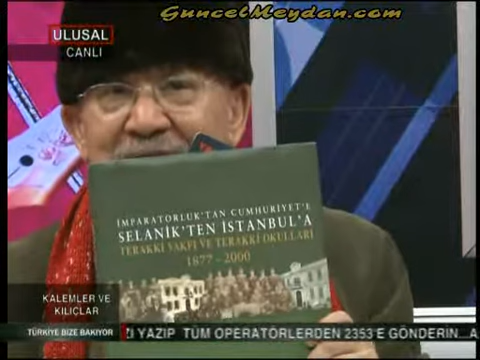 GuncelMeydan.com
ULUSAL
CANLI
İMPARATORLUK'TAN CUMHURİYET'E
SELANİK'TEN İSTANBUL'A
TERAKKİ VAKFI VE TERAKKİ OKULLARI
1877 - 2000
KALEMLER VE
KILIÇLAR
TÜRKİYE BİZE BAKIYOR
IZI YAZIP TÜM OPERATÖRLERDEN 2353'E GÖNDERİN...A